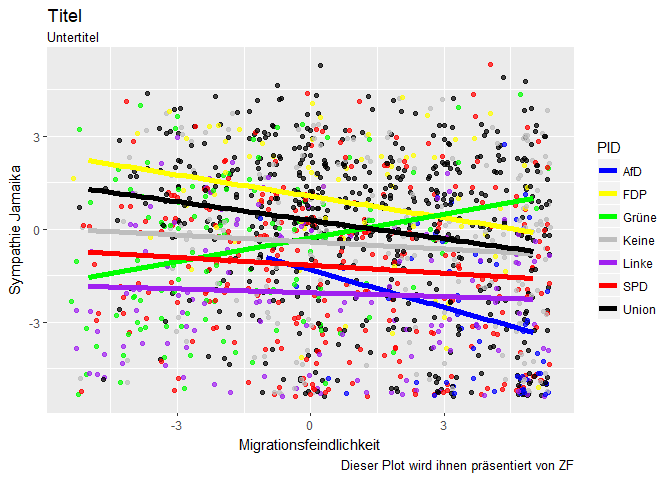 Titel
Untertitel
Sympathie Jamaika
3
0
-3
-3
0
3
Migrationsfeindlichkeit
Dieser Plot wird ihnen präsentiert von ZF
PID
AfD
FDP
Grüne
Keine
Linke
SPD
Union